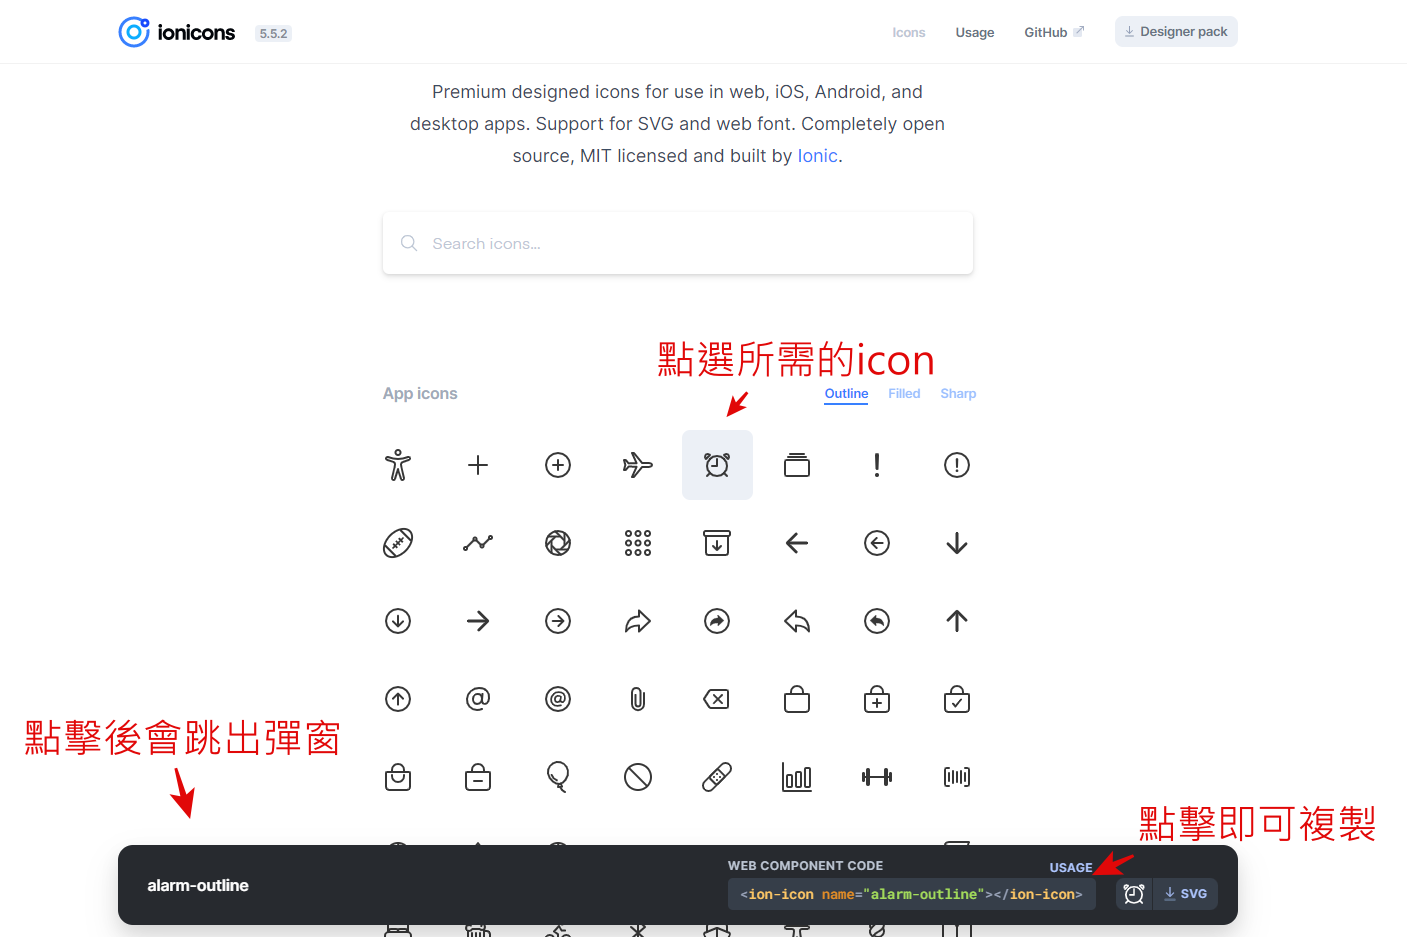 ionicons 5.5.2 Icons Usage GitHub Designer pack
Premium designed icons for use in web, iOS, Android, and
desktop apps. Support for SVG and web font. Completely open
source, MIT licensed and built by Ionic.
Search icons...
點選所需的icon
App icons Outline Filled Sharp
點擊後會跳出彈窗
點擊即可複製
WEB COMPONENT CODE USAGE
alarm-outline <ion-icon name="alarm-outline"></ion-icon> SVG